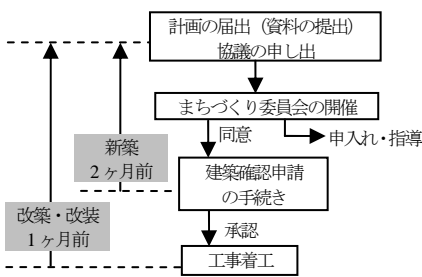 計画の届出（資料の提出）
協議の申し出
まちづくり委員会の開催
同意
申入れ・指導
新築
2ヶ月前
建築確認申請
の手続き
改築・改装
1ヶ月前
承認
工事着工